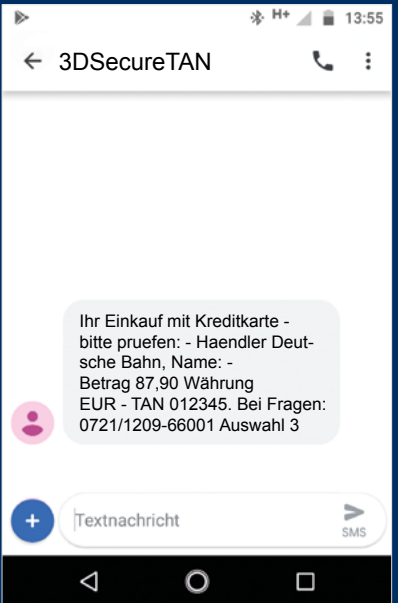 H+ 13:55
3DSecureTAN
Ihr Einkauf mit Kreditkarte -
bitte pruefen: - Haendler Deut-
sche Bahn, Name: -
Betrag 87,90 Währung
EUR - TAN 012345. Bei Fragen:
0721/1209-66001 Auswahl 3
Textnachricht
SMS